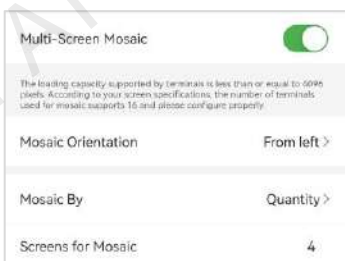 Multi-Screen Mosaic
The loading capacity supported by terminals is less than or equal to 4096
pixels. According to your screen specifications, the number of terminals
used for mosaic supports 16 and please configure properly.
Mosaic Orientation
From left >
Mosaic By
Quantity >
Screens for Mosaic
4